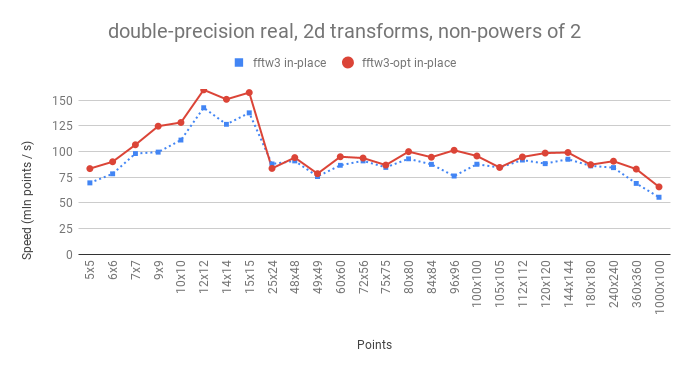 double-precision real, 2d transforms, non-powers of 2
fftw3 in-place
fftw3-opt in-place
Speed (mln points / s)
150
125
100
75
50
25
0
5x5
6x6
7x7
9x9
10x10
12x12
14x14
15x15
25x24
48x48
49x49
60x60
72x56
75x75
80x80
84x84
96x96
100x100
105x105
112x112
120x120
144x144
180x180
240x240
360x360
1000x100
Points